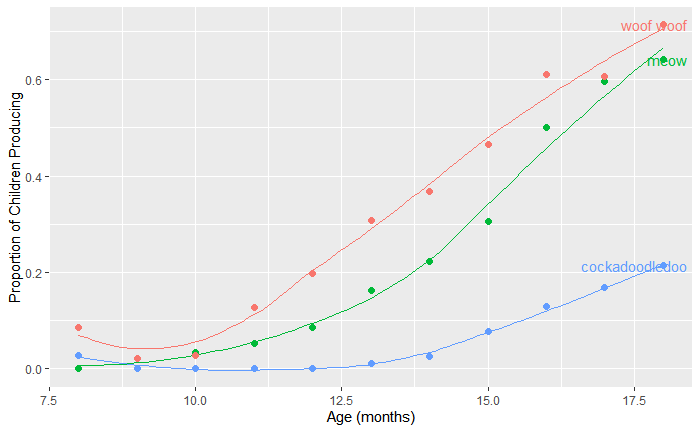 woof woof
meow
cockadoodledoo
0.6
0.4
0.2
0.0
Proportion of Children Producing
7.5
10.0
12.5
15.0
17.5
Age (months)